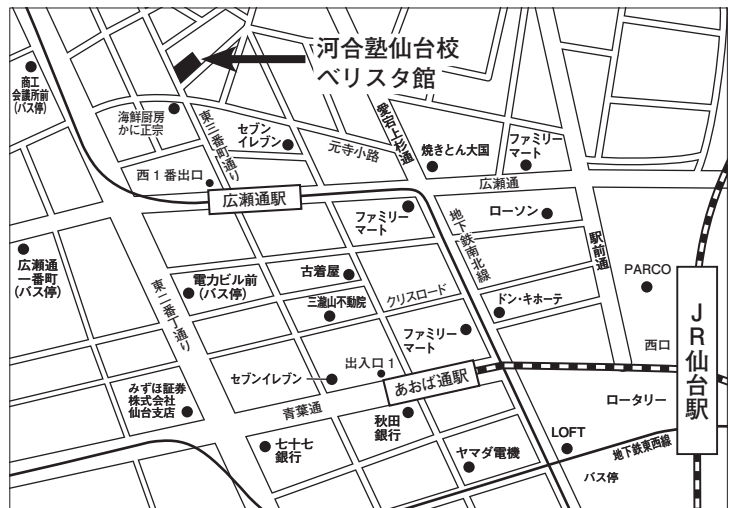 河合塾仙台校
ベリスタ館
商工
会議所前
(バス停)
海鮮厨房
かに正宗
東三番町通り
セブン
イレブン
元寺小路
愛宕上杉通
焼きとん大国
ファミリー
マート
西1番出口
広瀬通駅
広瀬通
ファミリー
マート
地下鉄南北線
ローソン
駅前通
広瀬通
一番町
(バス停)
東二番丁通り
電力ビル前
(バス停)
古着屋
三瀧山不動院
クリスロード
ドン・キホーテ
PARCO
JR仙台駅
西口
ファミリー
マート
出入口1
セブンイレブン
あおば通駅
みずほ証券
株式会社
仙台支店
青葉通
秋田
銀行
ロータリー
七十七
銀行
ヤマダ電機
LOFT
地下鉄東西線
バス停